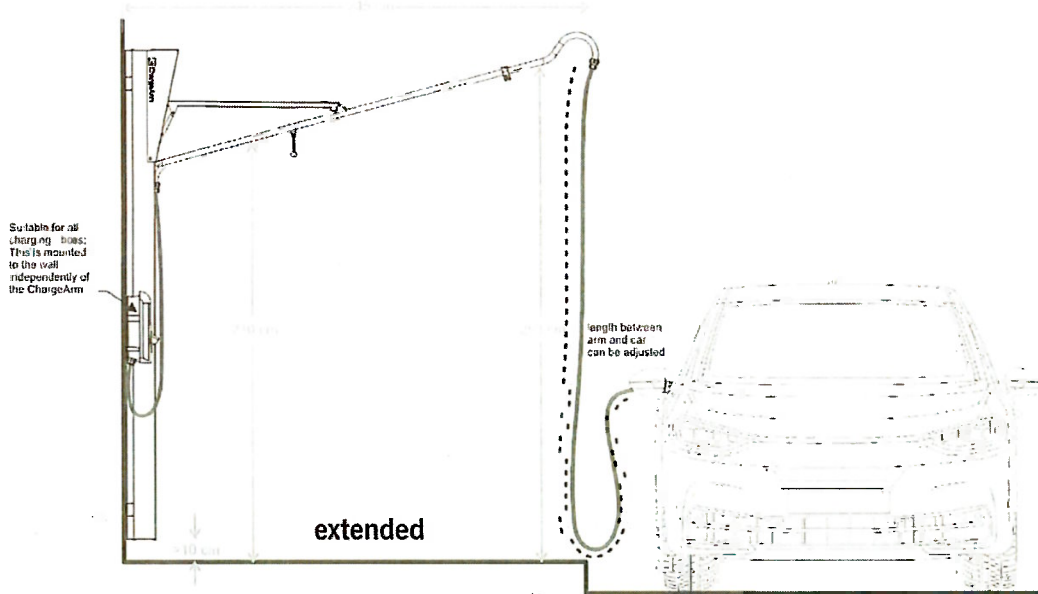 ChargeArm
Suitable for all
charging
This is mounted
to the wall
independently of
the ChargeArm
length between
arm and car
can be adjusted
extended